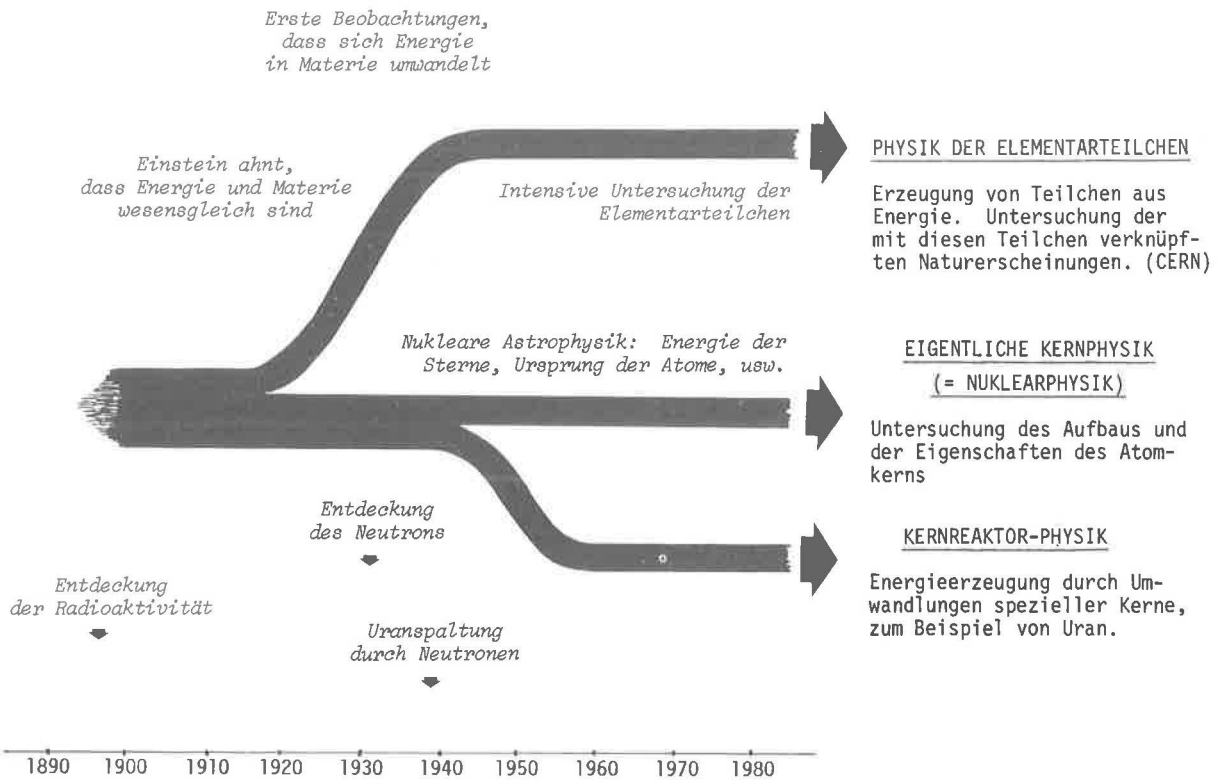 Erste Beobachtungen,
dass sich Energie
in Materie umwandelt
Einstein ahnt,
dass Energie und Materie
wesensgleich sind
Intensive Untersuchung der
Elementarteilchen
PHYSIK DER ELEMENTARTEILCHEN
Erzeugung von Teilchen aus
Energie. Untersuchung der
mit diesen Teilchen verknüpf-
ten Naturerscheinungen. (CERN)
Nukleare Astrophysik: Energie der
Sterne, Ursprung der Atome, usw.
EIGENTLICHE KERNPHYSIK
(= NUKLEARPHYSIK)
Untersuchung des Aufbaus und
der Eigenschaften des Atom-
kerns
Entdeckung
des Neutrons
KERNREAKTOR-PHYSIK
Energieerzeugung durch Um-
wandlungen spezieller Kerne,
zum Beispiel von Uran.
Entdeckung
der Radioaktivität
Uranspaltung
durch Neutronen
1890 1900 1910 1920 1930 1940 1950 1960 1970 1980